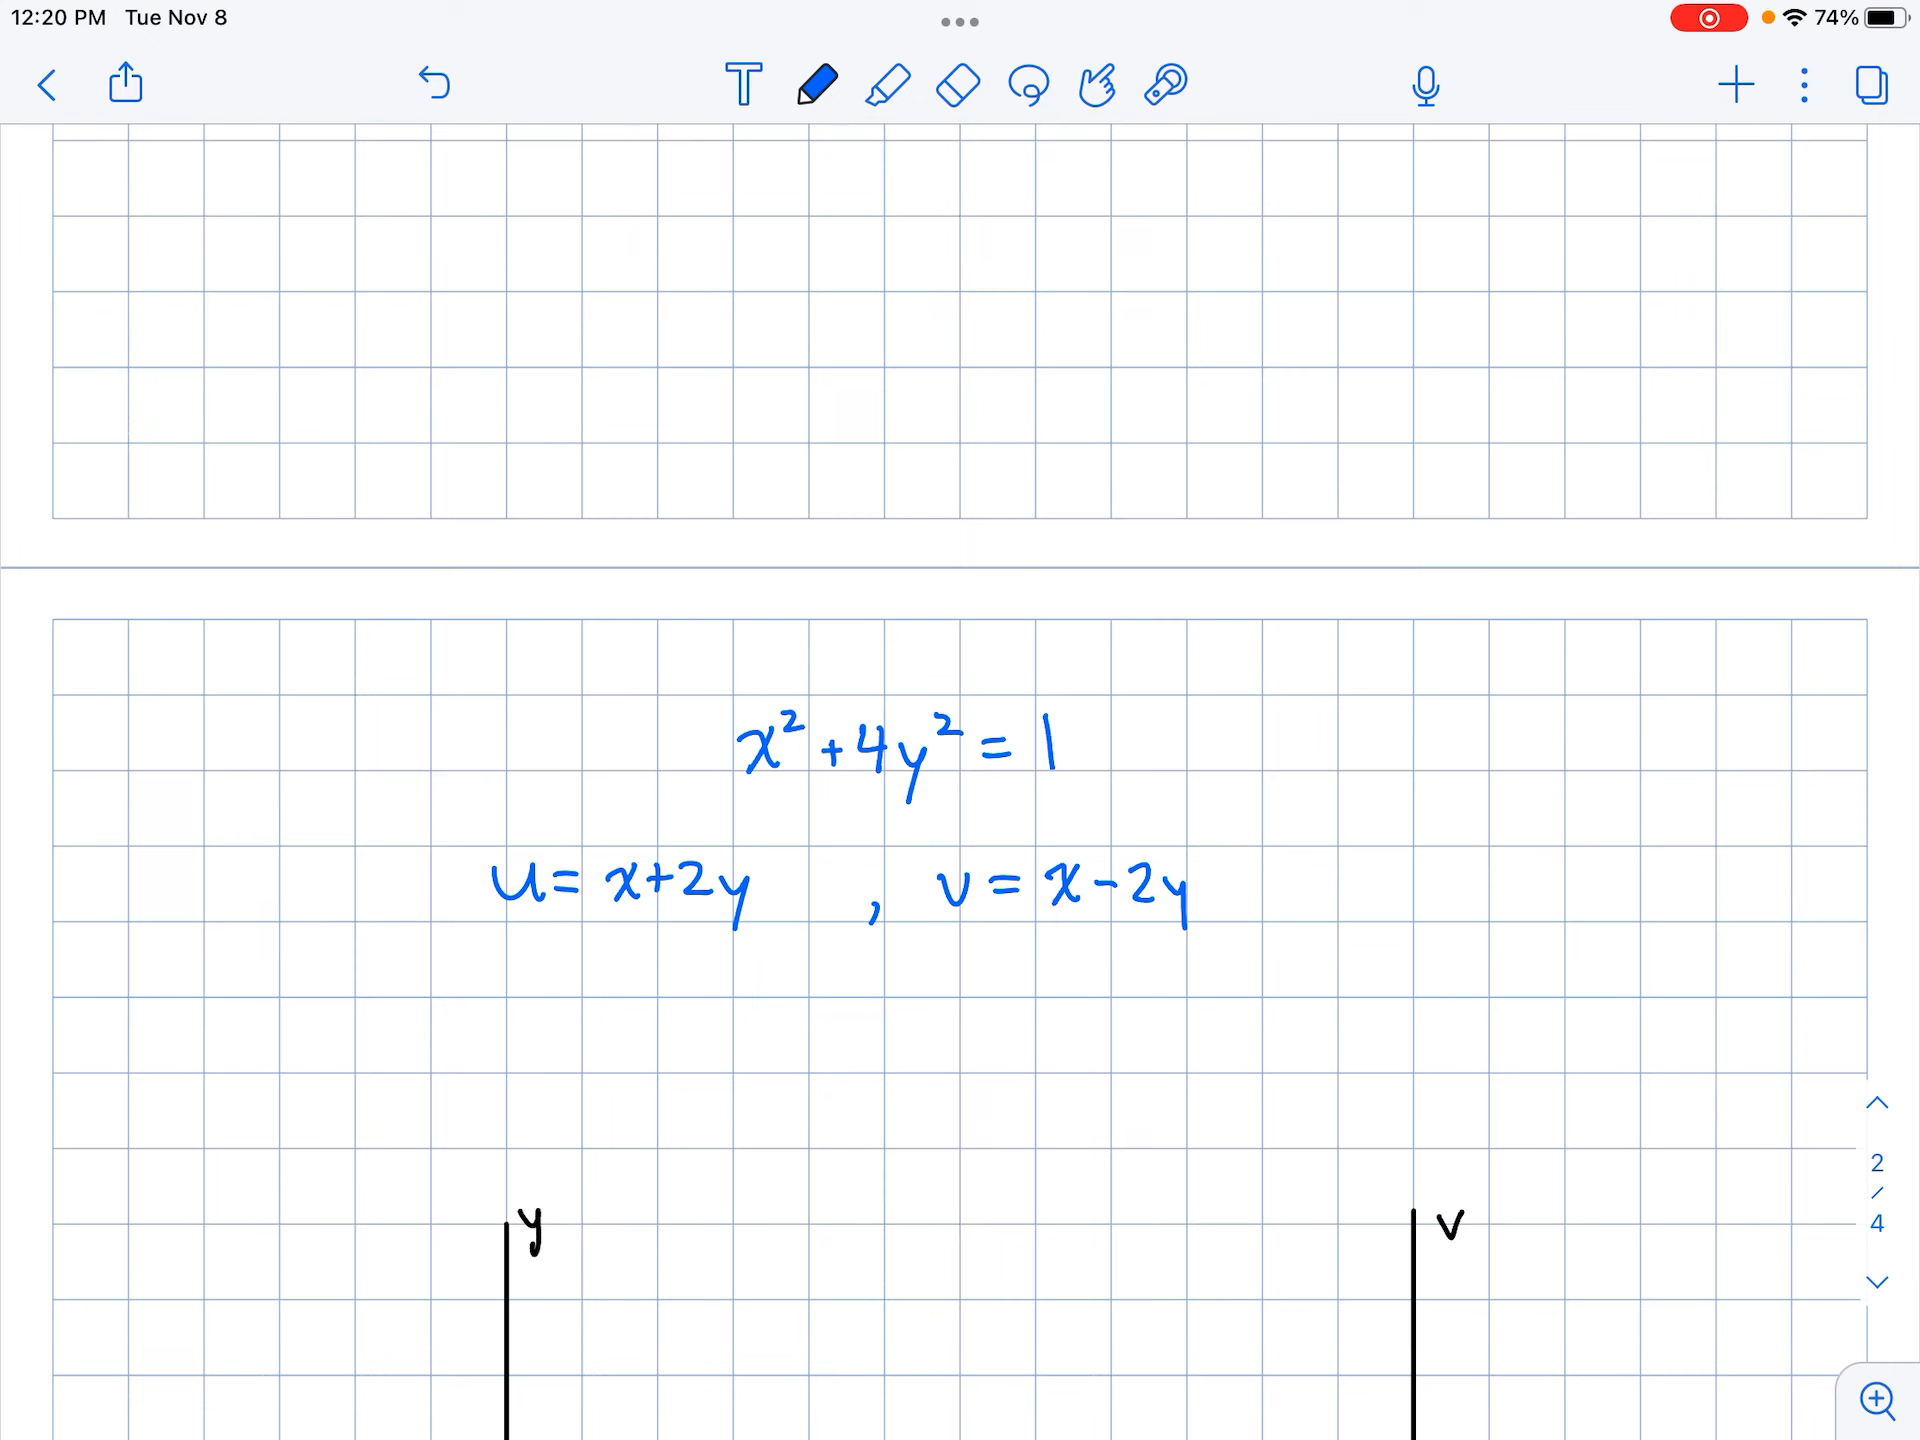 12:20 PM Tue Nov 8
74%
T
x² + 4y² = 1
u = x+2y , v = x-2y
2
/
4
y
v